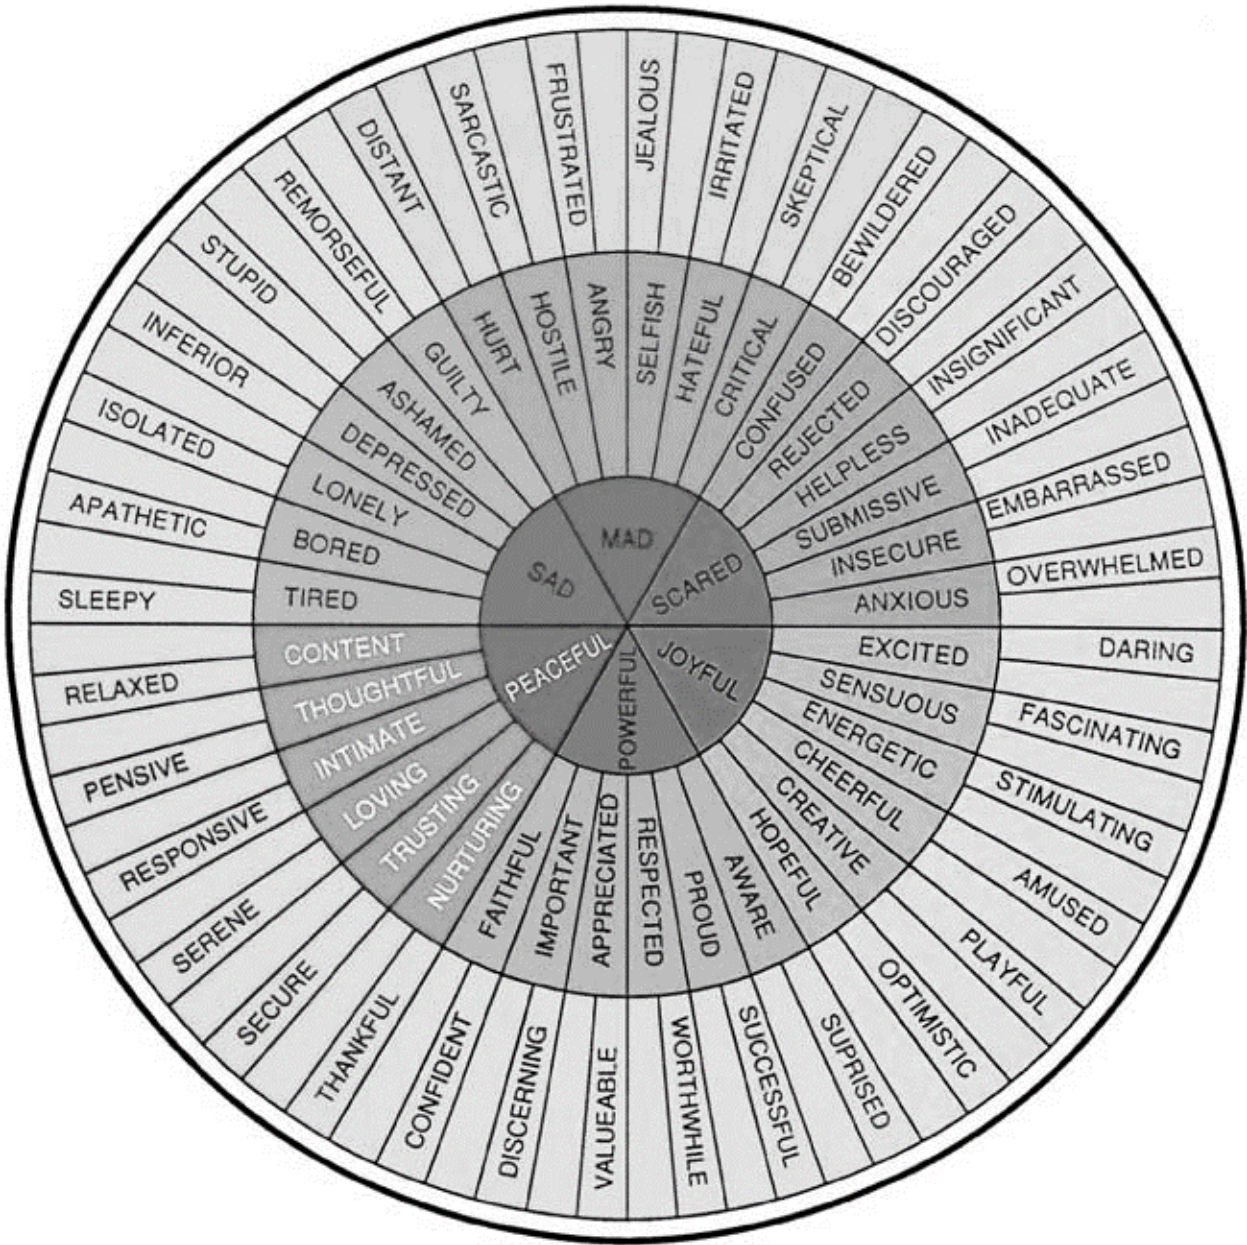 MAD
SCARED
JOYFUL
POWERFUL
PEACEFUL
SAD
HURT
HOSTILE
ANGRY
SELFISH
HATEFUL
CRITICAL
CONFUSED
REJECTED
HELPLESS
SUBMISSIVE
INSECURE
ANXIOUS
EXCITED
SENSUOUS
ENERGETIC
CHEERFUL
CREATIVE
HOPEFUL
AWARE
PROUD
RESPECTED
APPRECIATED
IMPORTANT
FAITHFUL
NURTURING
TRUSTING
LOVING
INTIMATE
THOUGHTFUL
CONTENT
TIRED
BORED
LONELY
DEPRESSED
ASHAMED
GUILTY
DISTANT
SARCASTIC
FRUSTRATED
JEALOUS
IRRITATED
SKEPTICAL
BEWILDERED
DISCOURAGED
INSIGNIFICANT
INADEQUATE
EMBARRASSED
OVERWHELMED
DARING
FASCINATING
STIMULATING
AMUSED
PLAYFUL
OPTIMISTIC
SUPRISED
SUCCESSFUL
WORTHWHILE
VALUEABLE
DISCERNING
CONFIDENT
THANKFUL
SECURE
SERENE
RESPONSIVE
PENSIVE
RELAXED
SLEEPY
APATHETIC
ISOLATED
INFERIOR
STUPID
REMORSEFUL